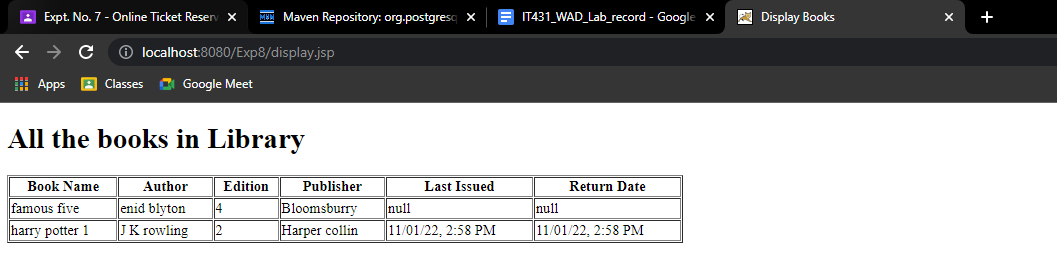 Expt. No. 7 - Online Ticket Reserv
Maven Repository: org.postgresq
IT431_WAD_Lab_record - Google
Display Books
localhost:8080/Exp8/display.jsp
Apps Classes Google Meet
All the books in Library
Book Name Author Edition Publisher Last Issued Return Date
famous five enid blyton 4 Bloomsburry null null
harry potter 1 J K rowling 2 Harper collin 11/01/22, 2:58 PM 11/01/22, 2:58 PM